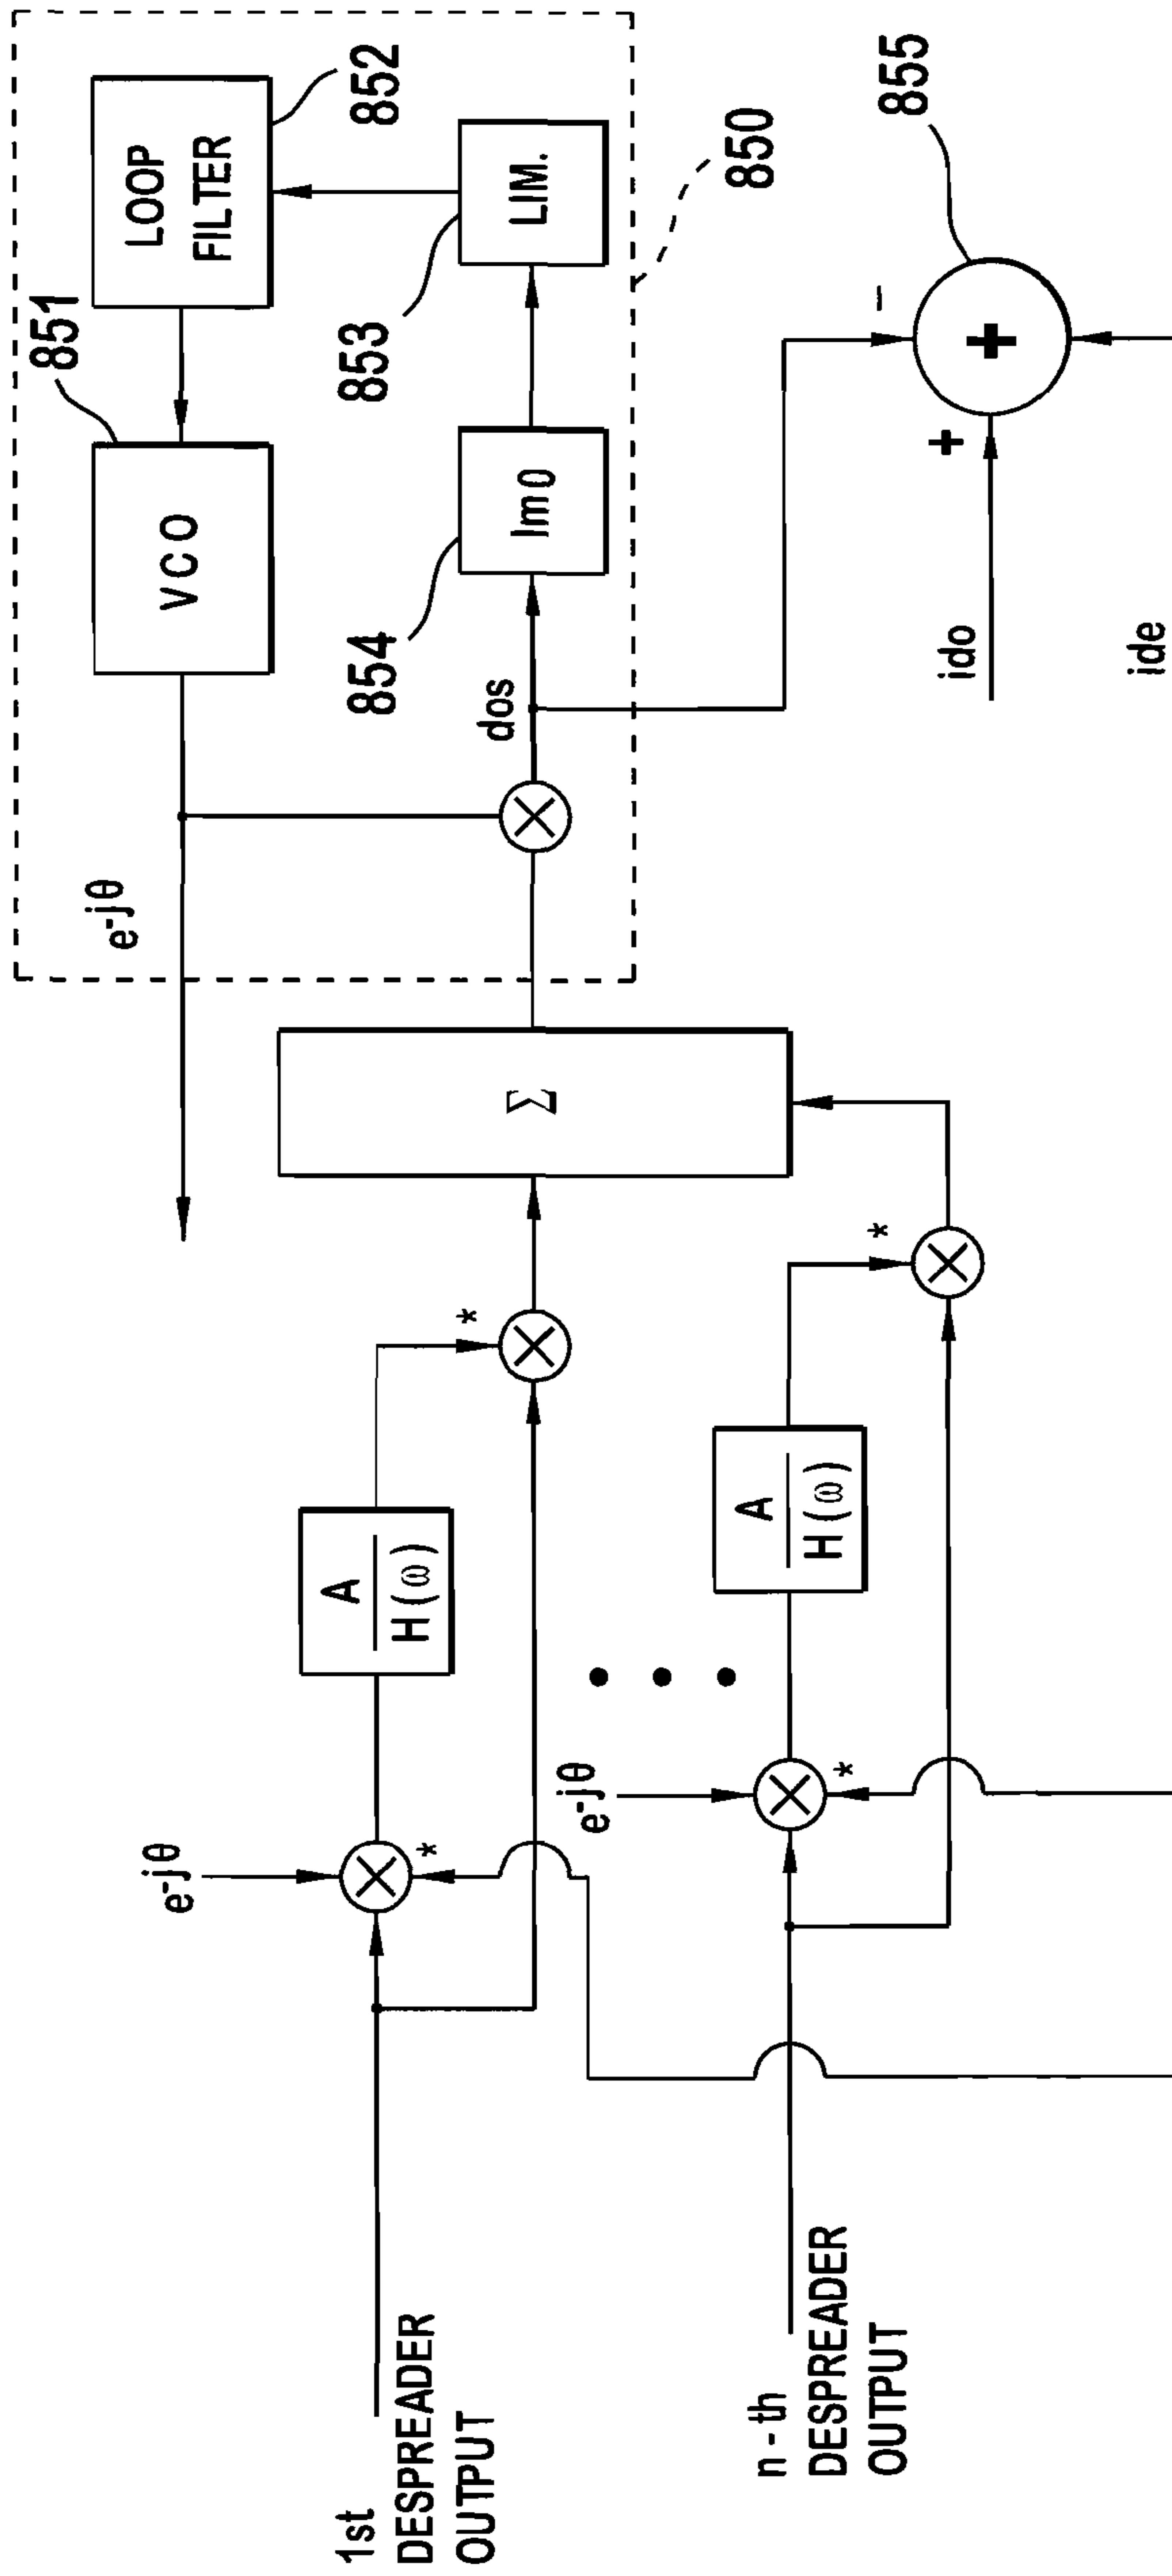 1st
DESPREADER
OUTPUT
n-th
DESPREADER
OUTPUT
e-jθ
*
A
H(ω)
*
e-jθ
*
A
H(ω)
*
Σ
e-jθ
VCO
851
LOOP
FILTER
852
dos
854
Im0
853
LIM.
850
ido
ide
+
-
+
855